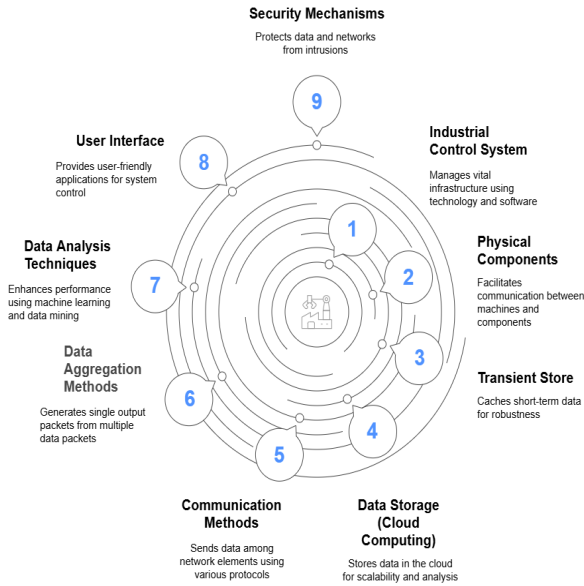 Security Mechanisms
Protects data and networks
from intrusions
9
Industrial
Control System
Manages vital
infrastructure using
technology and software
1
Physical
Components
Facilitates
communication between
machines and
components
2
Transient Store
Caches short-term data
for robustness
3
Data Storage
(Cloud
Computing)
Stores data in the cloud
for scalability and analysis
4
Communication
Methods
Sends data among
network elements using
various protocols
5
Data
Aggregation
Methods
Generates single output
packets from multiple
data packets
6
Data Analysis
Techniques
Enhances performance
using machine learning
and data mining
7
User Interface
Provides user-friendly
applications for system
control
8